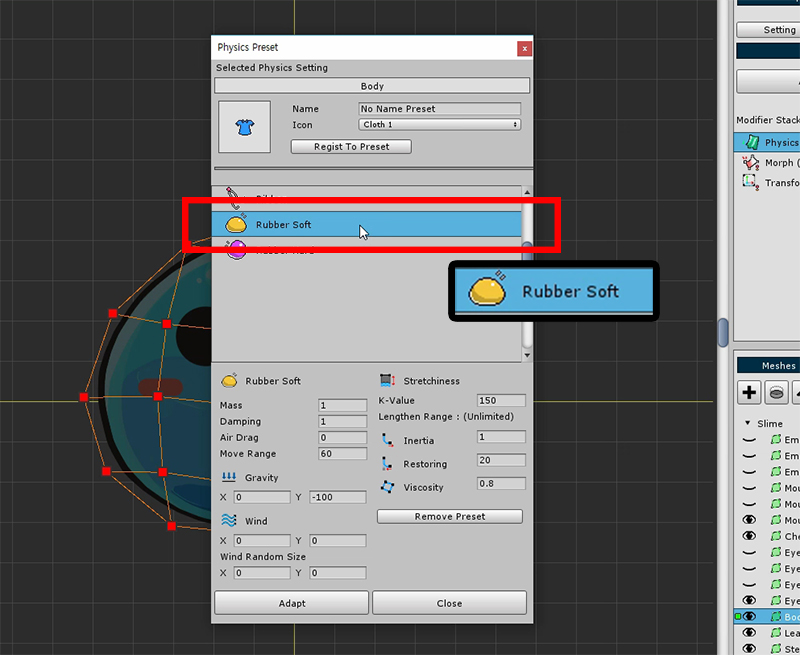 Physics Preset
x
Selected Physics Setting
Body
Name No Name Preset
Icon Cloth 1
Regist To Preset
Rubber Soft
Rubber Soft
Rubber Soft
Mass 1
Damping 1
Air Drag 0
Move Range 60
Gravity
X 0 Y -100
Wind
X 0 Y 0
Wind Random Size
X 0 Y 0
Stretchiness
K-Value 150
Lengthen Range : (Unlimited)
Inertia 1
Restoring 20
Viscosity 0.8
Remove Preset
Adapt
Close
Setting
Modifier Stack
Physics
Morph (
Transfo
Meshes
Slime
Em
Em
Em
Mou
Mou
Mou
Che
Eye
Eye
Eye
Eye
Boo
Lea
Ste